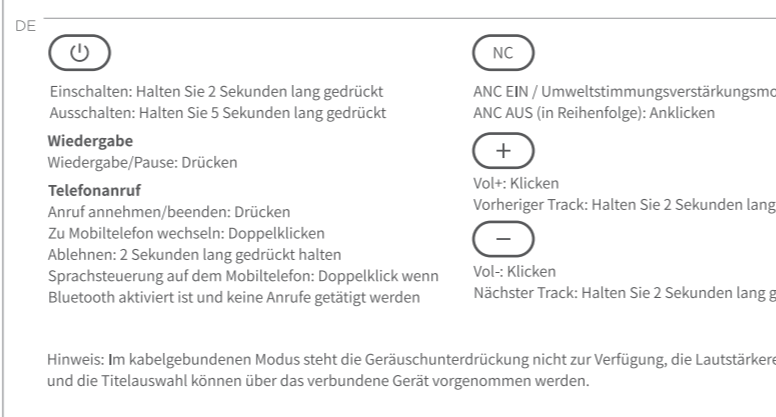 DE
Einschalten: Halten Sie 2 Sekunden lang gedrückt
Ausschalten: Halten Sie 5 Sekunden lang gedrückt
Wiedergabe
Wiedergabe/Pause: Drücken
Telefonanruf
Anruf annehmen/beenden: Drücken
Zu Mobiltelefon wechseln: Doppelklicken
Ablehnen: 2 Sekunden lang gedrückt halten
Sprachsteuerung auf dem Mobiltelefon: Doppelklick wenn
Bluetooth aktiviert ist und keine Anrufe getätigt werden
NC
ANC EIN / Umweltstimmungsverstärkungsmo
ANC AUS (in Reihenfolge): Anklicken
+
Vol+: Klicken
Vorheriger Track: Halten Sie 2 Sekunden lang
−
Vol-: Klicken
Nächster Track: Halten Sie 2 Sekunden lang g
Hinweis: Im kabelgebundenen Modus steht die Geräuschunterdrückung nicht zur Verfügung, die Lautstärkere
und die Titelauswahl können über das verbundene Gerät vorgenommen werden.